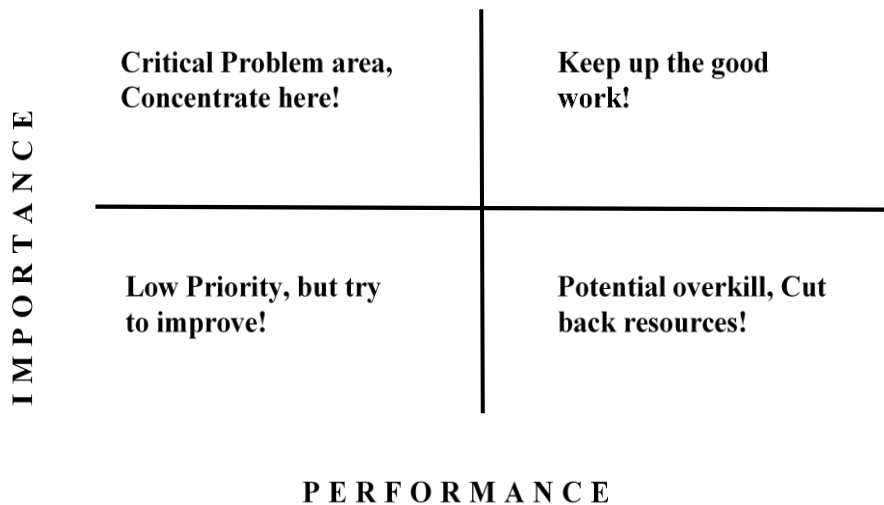 Critical Problem area,
Concentrate here!
Keep up the good
work!
IMPORTANCE
Low Priority, but try
to improve!
Potential overkill, Cut
back resources!
PERFORMANCE